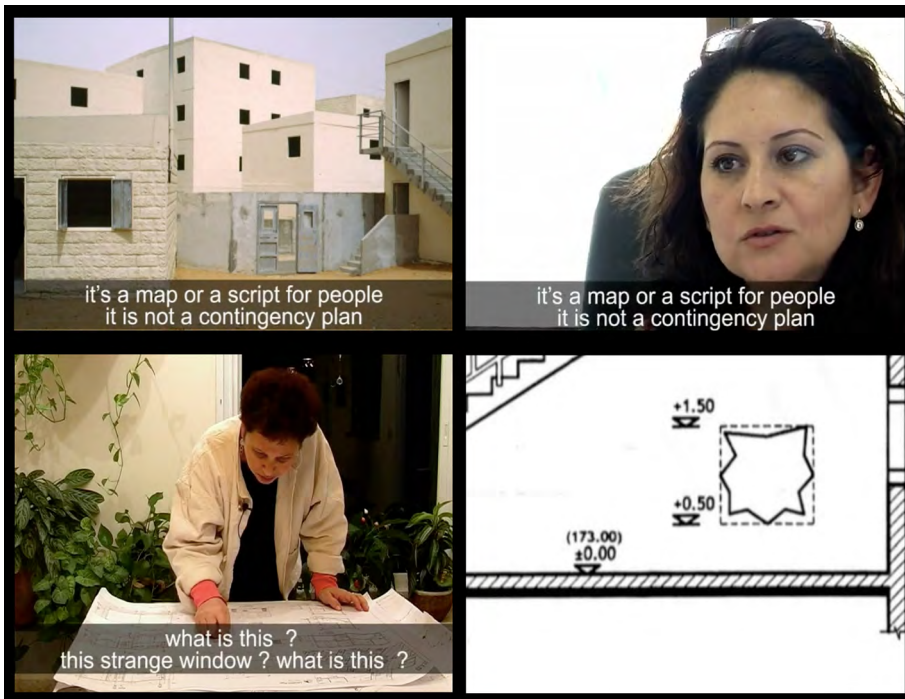 it's a map or a script for people
it is not a contingency plan
it's a map or a script for people
it is not a contingency plan
what is this ?
this strange window ? what is this ?
+1.50
+0.50
(173.00)
±0.00